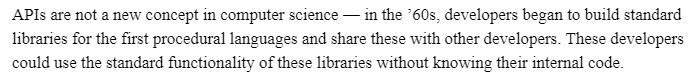 APIs are not a new concept in computer science — in the ’60s, developers began to build standard
libraries for the first procedural languages and share these with other developers. These developers
could use the standard functionality of these libraries without knowing their internal code.